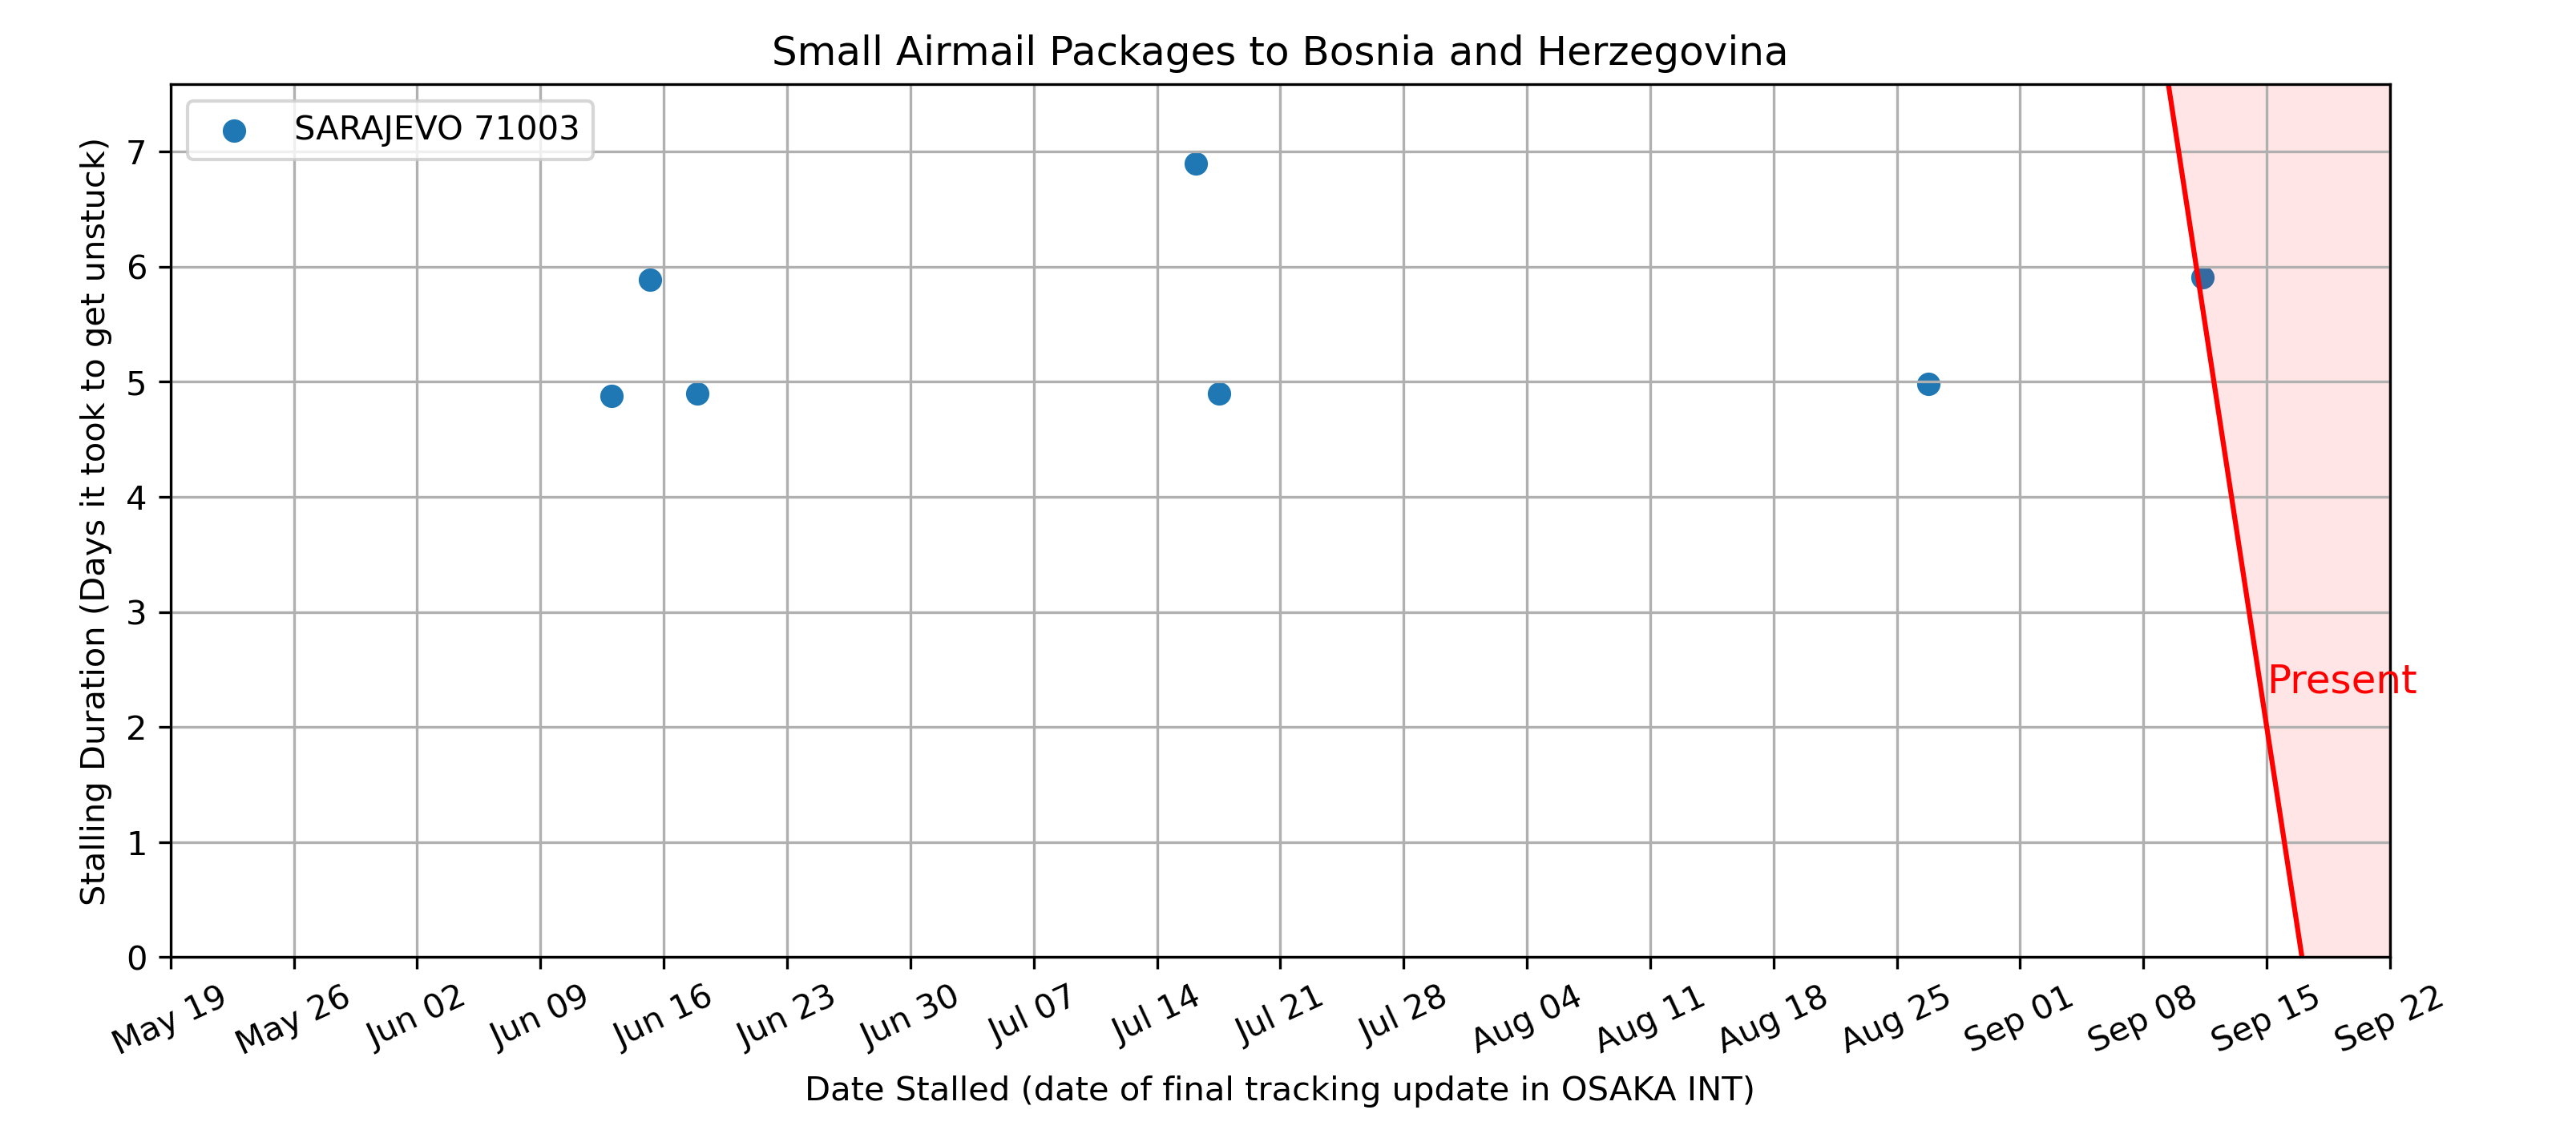 Small Airmail Packages to Bosnia and Herzegovina
SARAJEVO 71003
Stalling Duration (Days it took to get unstuck)
7
6
5
4
3
2
1
0
Present
May 19
May 26
Jun 02
Jun 09
Jun 16
Jun 23
Jun 30
Jul 07
Jul 14
Jul 21
Jul 28
Aug 04
Aug 11
Aug 18
Aug 25
Sep 01
Sep 08
Sep 15
Sep 22
Date Stalled (date of final tracking update in OSAKA INT)